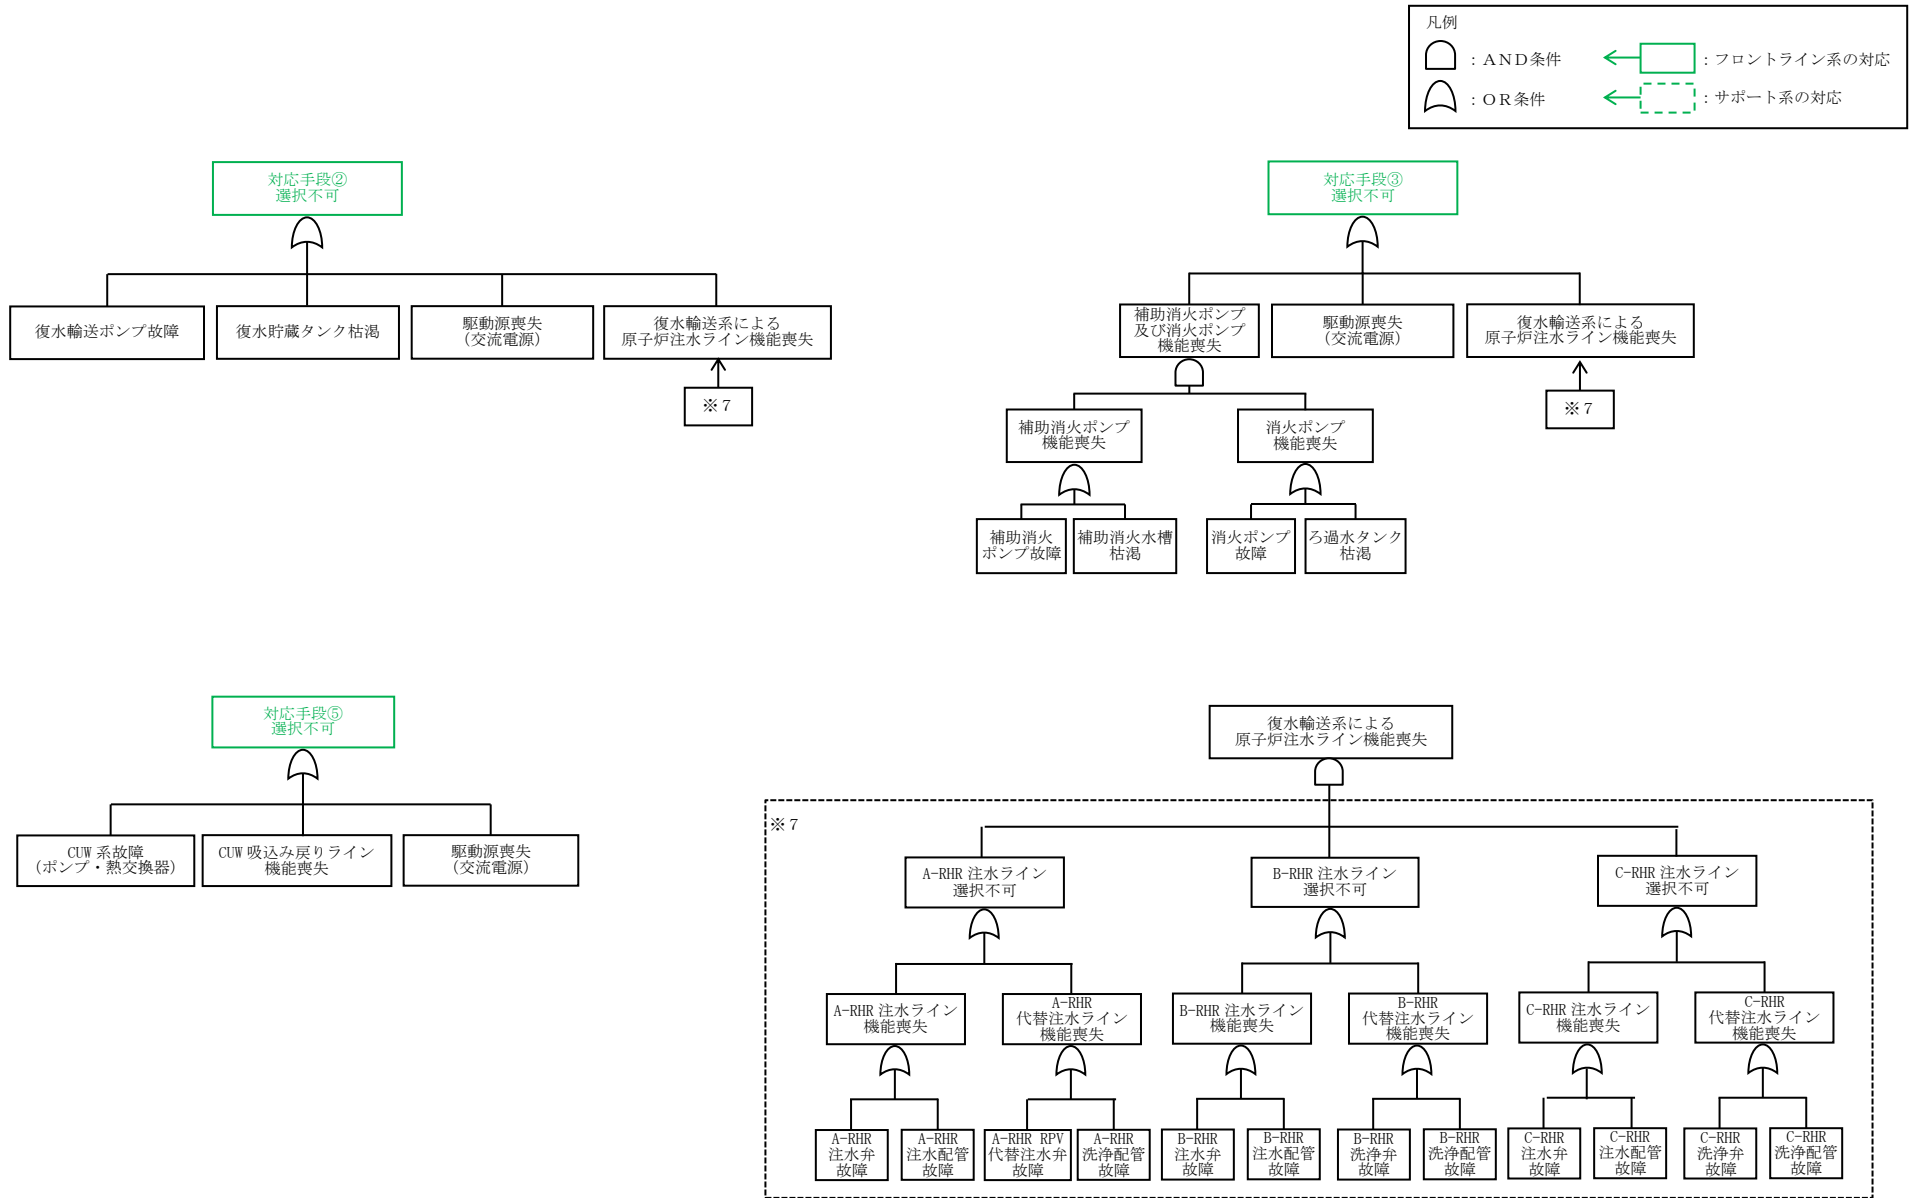 凡例
：ＡＮＤ条件
：フロントライン系の対応
：ＯＲ条件
：サポート系の対応
対応手段②
選択不可
復水輸送ポンプ故障
復水貯蔵タンク枯渇
駆動源喪失
（交流電源）
復水輸送系による
原子炉注水ライン機能喪失
※７
対応手段③
選択不可
補助消火ポンプ
及び消火ポンプ
機能喪失
駆動源喪失
（交流電源）
復水輸送系による
原子炉注水ライン機能喪失
※７
補助消火ポンプ
機能喪失
消火ポンプ
機能喪失
補助消火
ポンプ故障
補助消火水槽
枯渇
消火ポンプ
故障
ろ過水タンク
枯渇
対応手段⑤
選択不可
CUW 系故障
（ポンプ・熱交換器）
CUW 吸込み戻りライン
機能喪失
駆動源喪失
（交流電源）
復水輸送系による
原子炉注水ライン機能喪失
※７
A-RHR 注水ライン
選択不可
B-RHR 注水ライン
選択不可
C-RHR 注水ライン
選択不可
A-RHR 注水ライン
機能喪失
A-RHR
代替注水ライン
機能喪失
B-RHR 注水ライン
機能喪失
B-RHR
代替注水ライン
機能喪失
C-RHR 注水ライン
機能喪失
C-RHR
代替注水ライン
機能喪失
A-RHR
注水弁
故障
A-RHR
注水配管
故障
A-RHR RPV
代替注水弁
故障
A-RHR
洗浄配管
故障
B-RHR
注水弁
故障
B-RHR
注水配管
故障
B-RHR
洗浄弁
故障
B-RHR
洗浄配管
故障
C-RHR
注水弁
故障
C-RHR
注水配管
故障
C-RHR
洗浄弁
故障
C-RHR
洗浄配管
故障